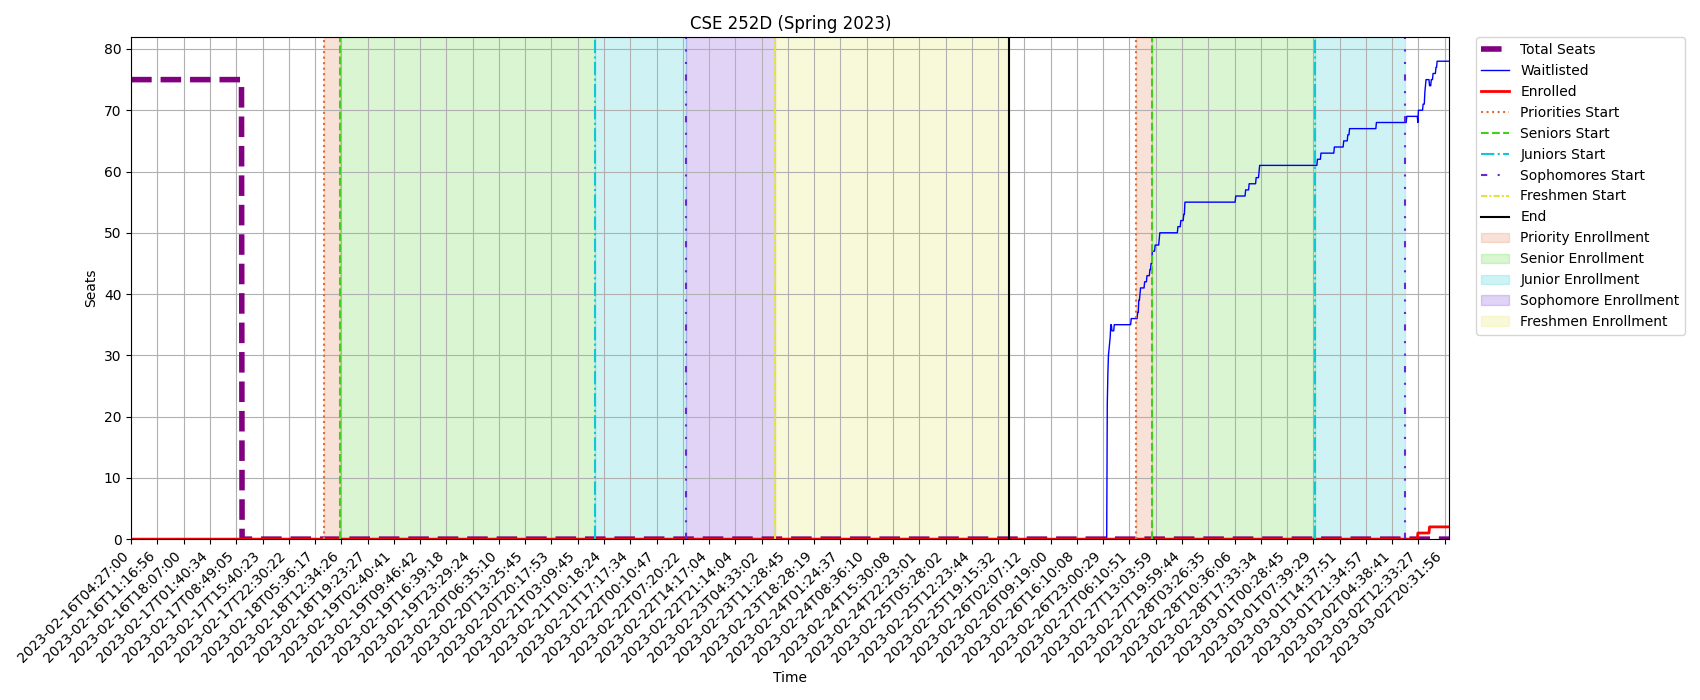 CSE 252D (Spring 2023)
Seats
80
70
60
50
40
30
20
10
0
2023-02-16T04:27:00
2023-02-16T11:16:56
2023-02-16T18:07:00
2023-02-17T01:40:34
2023-02-17T08:49:05
2023-02-17T15:40:23
2023-02-17T22:30:22
2023-02-18T05:36:17
2023-02-18T12:34:26
2023-02-18T19:23:27
2023-02-19T02:40:41
2023-02-19T09:46:42
2023-02-19T16:39:18
2023-02-19T23:29:24
2023-02-20T06:35:10
2023-02-20T13:25:45
2023-02-20T20:17:53
2023-02-21T03:09:45
2023-02-21T10:18:24
2023-02-21T17:17:34
2023-02-22T00:10:47
2023-02-22T07:20:22
2023-02-22T14:17:04
2023-02-22T21:14:04
2023-02-23T04:33:02
2023-02-23T11:28:45
2023-02-23T18:28:19
2023-02-24T01:24:37
2023-02-24T08:36:10
2023-02-24T15:30:08
2023-02-24T22:23:01
2023-02-25T05:28:02
2023-02-25T12:23:44
2023-02-25T19:15:32
2023-02-26T02:07:12
2023-02-26T09:19:00
2023-02-26T16:10:08
2023-02-26T23:00:29
2023-02-27T06:10:51
2023-02-27T13:03:59
2023-02-27T19:59:44
2023-02-28T03:26:35
2023-02-28T10:36:06
2023-02-28T17:33:34
2023-03-01T00:28:45
2023-03-01T07:39:29
2023-03-01T14:37:51
2023-03-01T21:34:57
2023-03-02T04:38:41
2023-03-02T12:33:27
2023-03-02T20:31:56
Time
Total Seats
Waitlisted
Enrolled
Priorities Start
Seniors Start
Juniors Start
Sophomores Start
Freshmen Start
End
Priority Enrollment
Senior Enrollment
Junior Enrollment
Sophomore Enrollment
Freshmen Enrollment